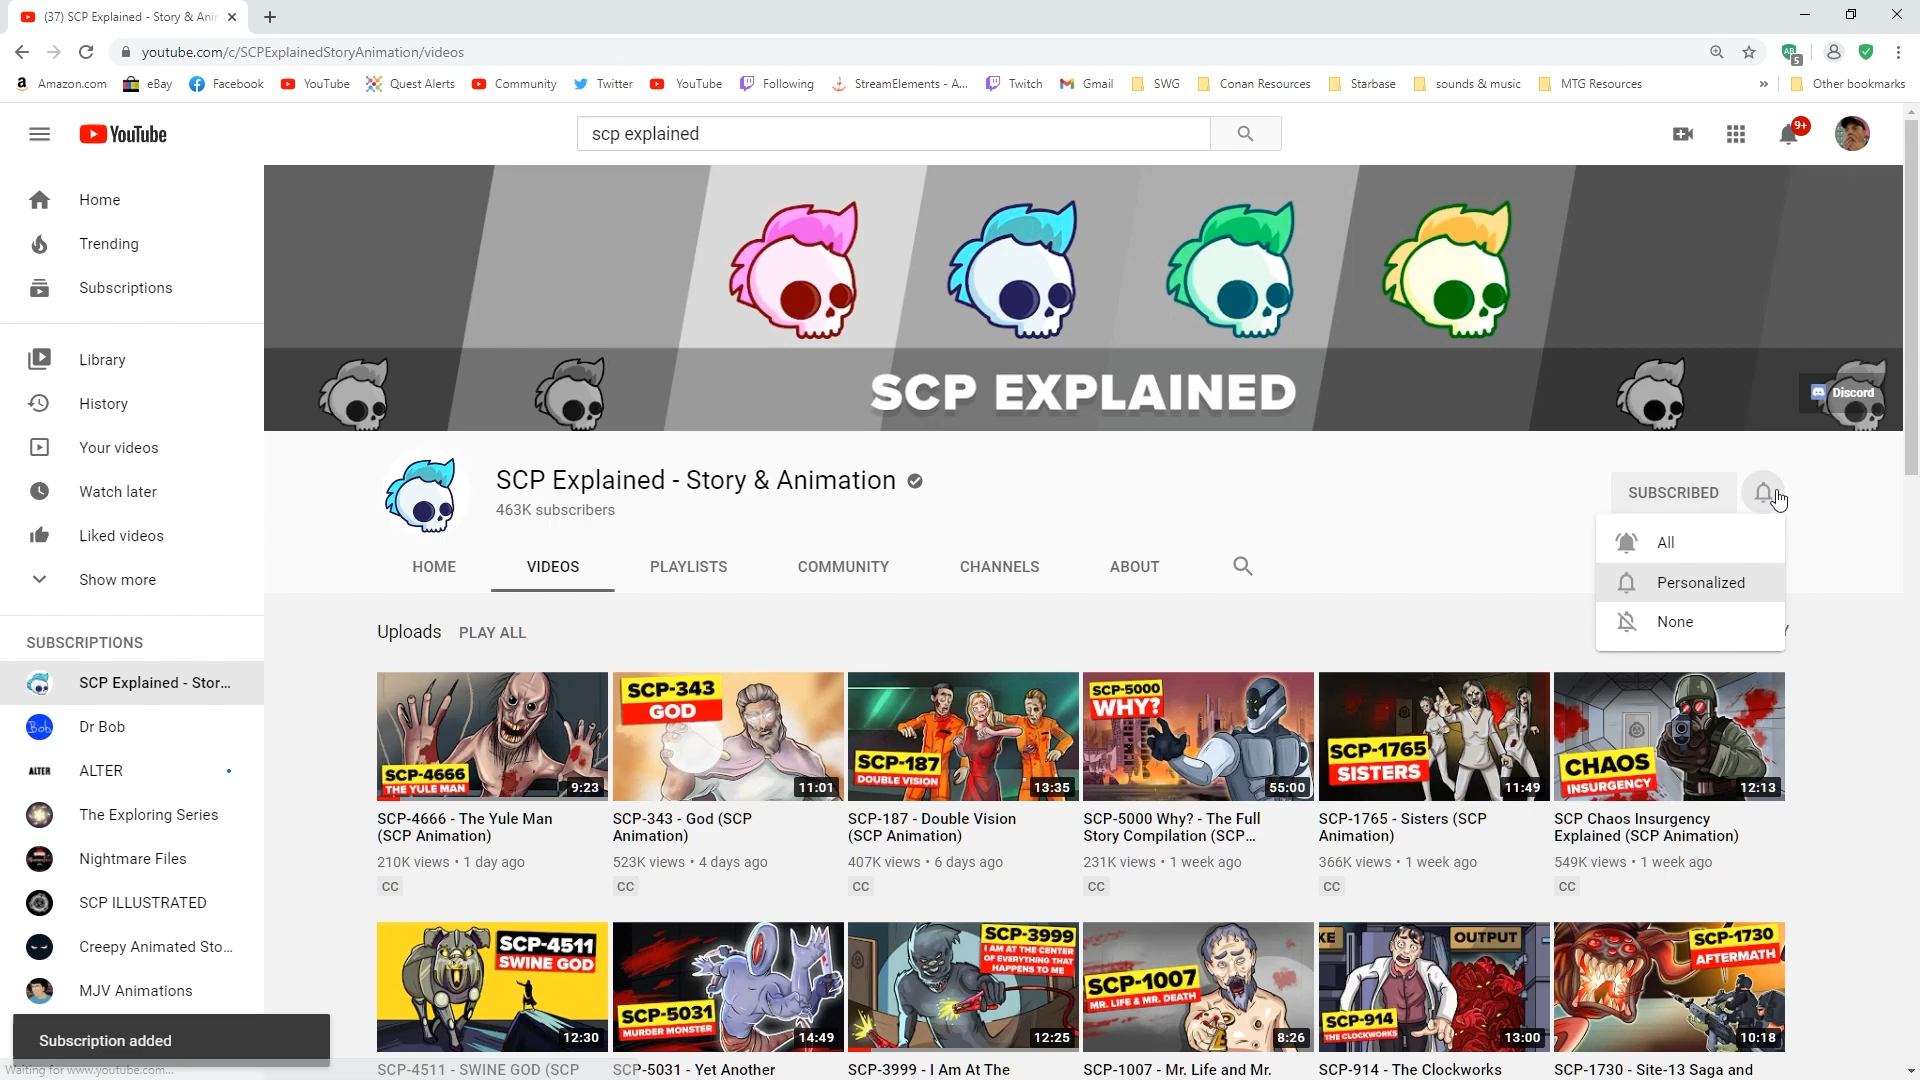 (37) SCP Explained - Story & Ani
youtube.com/c/SCPExplainedStoryAnimation/videos
5
a Amazon.com eBay Facebook YouTube Quest Alerts Community Twitter YouTube Following StreamElements - A... Twitch Gmail SWG Conan Resources Starbase sounds & music MTG Resources » Other bookmarks
YouTube
scp explained
9+
Home
Trending
Subscriptions
Library
History
Your videos
Watch later
Liked videos
Show more
SUBSCRIPTIONS
SCP Explained - Stor...
Bob Dr Bob
ALTER ALTER
The Exploring Series
Nightmare Files
SCP ILLUSTRATED
Creepy Animated Sto...
MJV Animations
Subscription added
Waiting for www.youtube.com...
SCP EXPLAINED
Discord
SCP Explained - Story & Animation
463K subscribers
SUBSCRIBED
All
Personalized
None
HOME VIDEOS PLAYLISTS COMMUNITY CHANNELS ABOUT
Uploads PLAY ALL
SCP-4666
THE YULE MAN
9:23
SCP-4666 - The Yule Man
(SCP Animation)
210K views • 1 day ago
CC
SCP-343
GOD
11:01
SCP-343 - God (SCP
Animation)
523K views • 4 days ago
CC
SCP-187
DOUBLE VISION
13:35
SCP-187 - Double Vision
(SCP Animation)
407K views • 6 days ago
CC
SCP-5000
WHY?
55:00
SCP-5000 Why? - The Full
Story Compilation (SCP...
231K views • 1 week ago
CC
SCP-1765
SISTERS
11:49
SCP-1765 - Sisters (SCP
Animation)
366K views • 1 week ago
CC
CHAOS
INSURGENCY
12:13
SCP Chaos Insurgency
Explained (SCP Animation)
549K views • 1 week ago
CC
SCP-4511
SWINE GOD
12:30
SCP-4511 - SWINE GOD (SCP
SCP-5031
MURDER MONSTER
14:49
SCP-5031 - Yet Another
SCP-3999
I AM AT THE CENTER
OF EVERYTHING THAT
HAPPENS TO ME
12:25
SCP-3999 - I Am At The
SCP-1007
MR. LIFE & MR. DEATH
8:26
SCP-1007 - Mr. Life and Mr.
KE
OUTPUT
SCP-914
THE CLOCKWORKS
13:00
SCP-914 - The Clockworks
SCP-1730
AFTERMATH
10:18
SCP-1730 - Site-13 Saga and